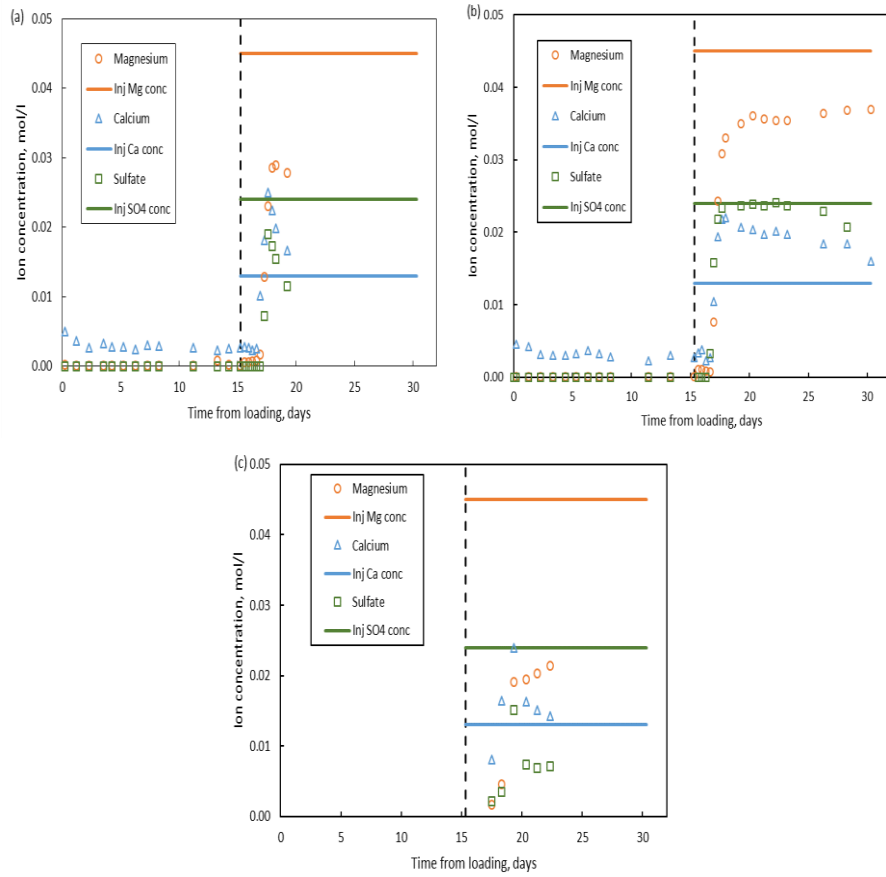 (a)
Ion concentration, mol/l
0.05
0.04
0.03
0.02
0.01
0.00
Magnesium
Inj Mg conc
Calcium
Inj Ca conc
Sulfate
Inj SO4 conc
0 5 10 15 20 25 30
Time from loading, days
(b)
Ion concentration, mol/l
0.05
0.04
0.03
0.02
0.01
0.00
Magnesium
Inj Mg conc
Calcium
Inj Ca conc
Sulfate
Inj SO4 conc
0 5 10 15 20 25 30
Time from loading, days
(c)
Ion concentration, mol/l
0.05
0.04
0.03
0.02
0.01
0.00
Magnesium
Inj Mg conc
Calcium
Inj Ca conc
Sulfate
Inj SO4 conc
0 5 10 15 20 25 30
Time from loading, days